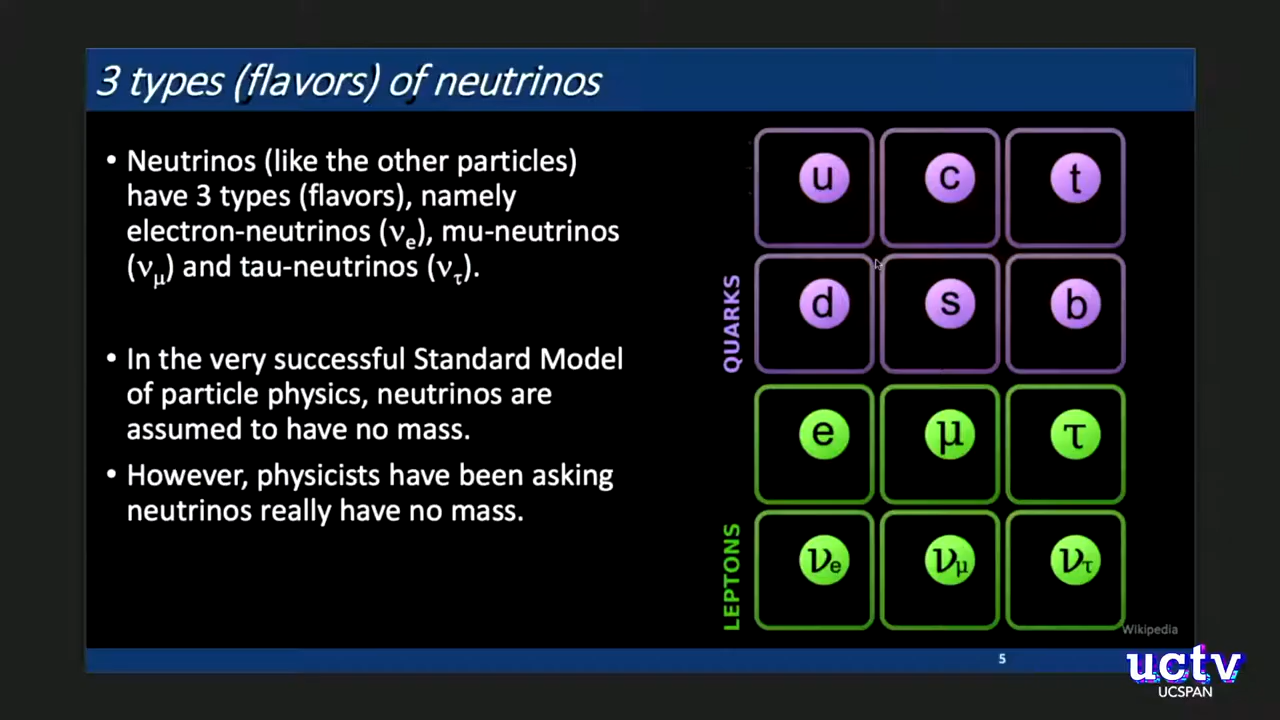 3 types (flavors) of neutrinos
• Neutrinos (like the other particles)
have 3 types (flavors), namely
electron-neutrinos (νe), mu-neutrinos
(νμ) and tau-neutrinos (ντ).
• In the very successful Standard Model
of particle physics, neutrinos are
assumed to have no mass.
• However, physicists have been asking
neutrinos really have no mass.
QUARKS
u c t
d s b
LEPTONS
e μ τ
νe νμ ντ
Wikipedia
5
uctv
UCSPAN